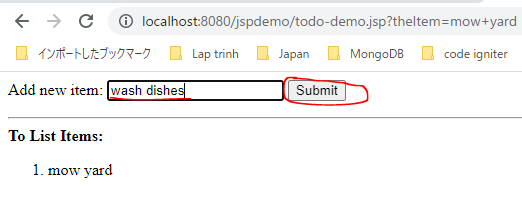 localhost:8080/jspdemo/todo-demo.jsp?theItem=mow+yard
インポートしたブックマーク Lap trinh Japan MongoDB code igniter
Add new item: wash dishes Submit
To List Items:
1. mow yard